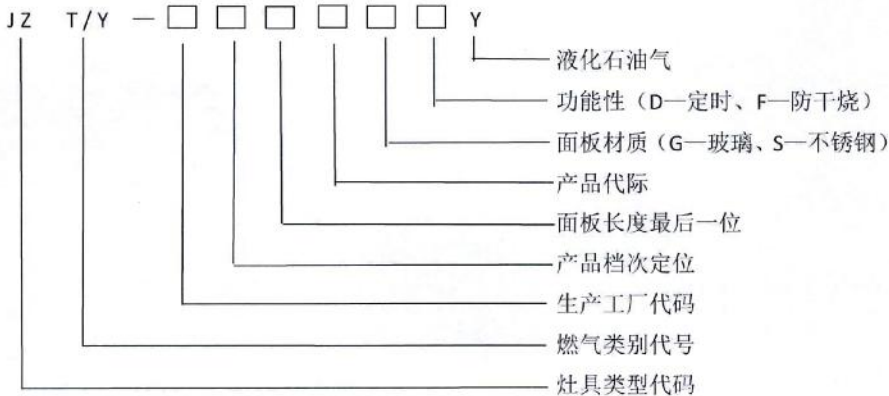 JZ T/Y —□ □ □ □ □ □ Y
液化石油气
功能性（D—定时、F—防干烧）
面板材质（G—玻璃、S—不锈钢）
产品代际
面板长度最后一位
产品档次定位
生产工厂代码
燃气类别代号
灶具类型代码